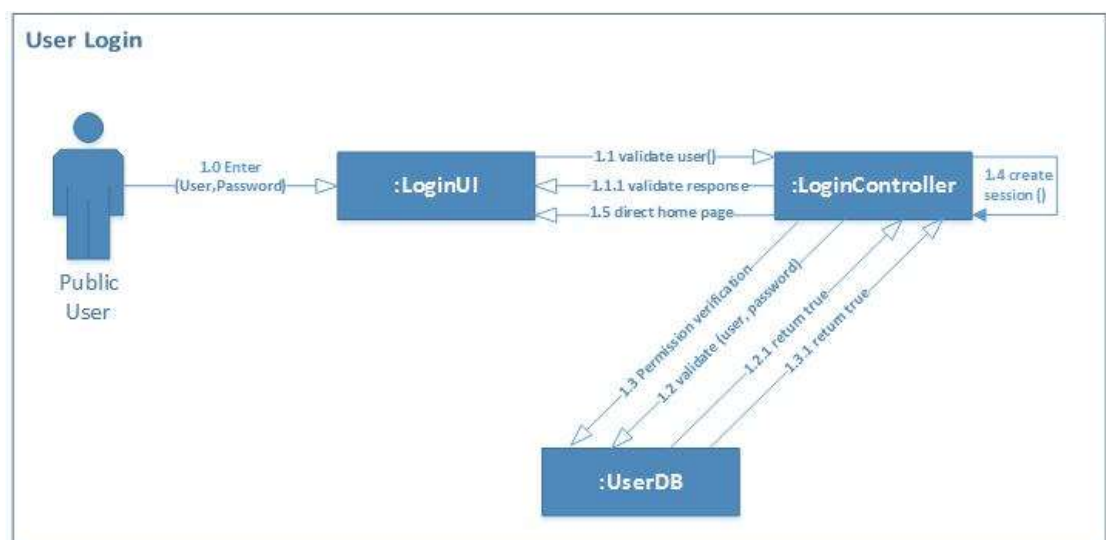 User Login
1.0 Enter
(User,Password)
:LoginUI
1.1 validate user()
1.1.1 validate response
1.5 direct home page
:LoginController
1.4 create
session ()
Public
User
1.3 Permission verification
1.2 validate (user, password)
1.2.1 return true
1.3.1 return true
:UserDB